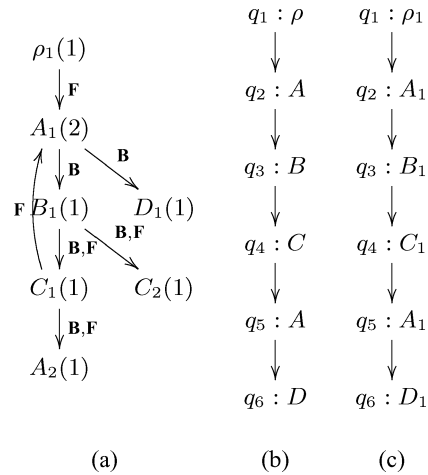 ρ₁(1)
F
A₁(2)
B
B
F
B₁(1)
D₁(1)
B,F
B,F
C₁(1)
C₂(1)
B,F
A₂(1)
(a)
q₁ : ρ
q₂ : A
q₃ : B
q₄ : C
q₅ : A
q₆ : D
(b)
q₁ : ρ₁
q₂ : A₁
q₃ : B₁
q₄ : C₁
q₅ : A₁
q₆ : D₁
(c)